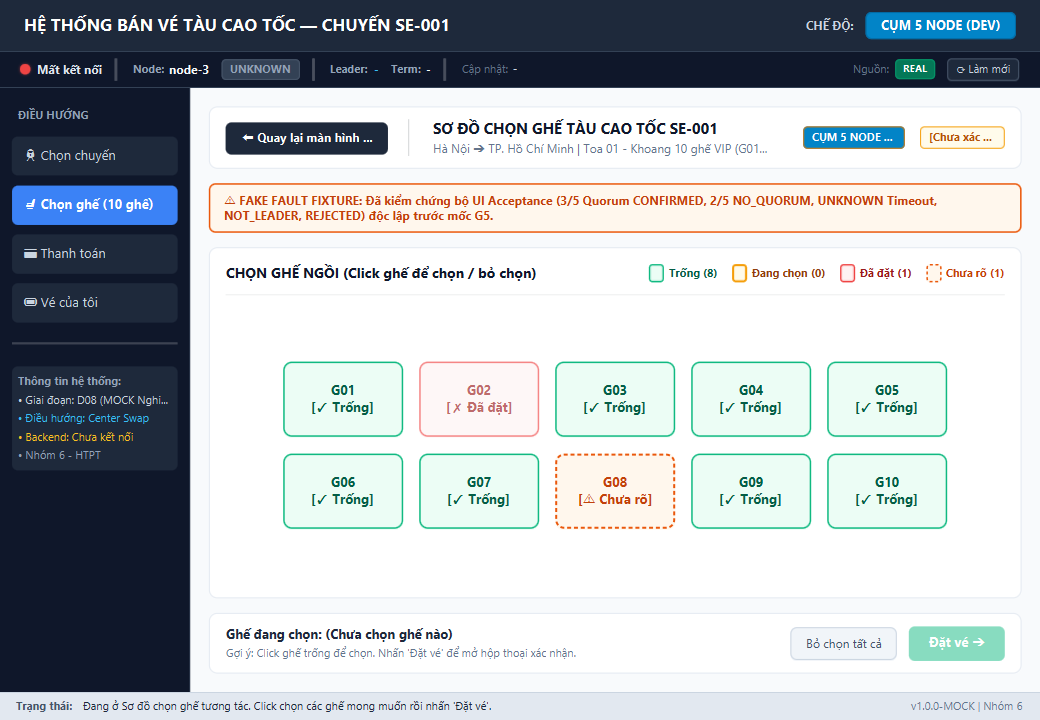 HỆ THỐNG BÁN VÉ TÀU CAO TỐC — CHUYẾN SE-001
CHẾ ĐỘ: CỤM 5 NODE (DEV)
Mất kết nối Node: node-3 UNKNOWN Leader: - Term: - Cập nhật: - Nguồn: REAL ⟳ Làm mới
ĐIỀU HƯỚNG
Chọn chuyến
Chọn ghế (10 ghế)
Thanh toán
Vé của tôi
Thông tin hệ thống:
• Giai đoạn: D08 (MOCK Nghi...
• Điều hướng: Center Swap
• Backend: Chưa kết nối
• Nhóm 6 - HTPT
⬅ Quay lại màn hình ...
SƠ ĐỒ CHỌN GHẾ TÀU CAO TỐC SE-001
Hà Nội ➔ TP. Hồ Chí Minh | Toa 01 - Khoang 10 ghế VIP (G01...
CỤM 5 NODE ... [Chưa xác ...
⚠ FAKE FAULT FIXTURE: Đã kiểm chứng bộ UI Acceptance (3/5 Quorum CONFIRMED, 2/5 NO_QUORUM, UNKNOWN Timeout,
NOT_LEADER, REJECTED) độc lập trước mốc G5.
CHỌN GHẾ NGỒI (Click ghế để chọn / bỏ chọn)
Trống (8) Đang chọn (0) Đã đặt (1) Chưa rõ (1)
G01 G02 G03 G04 G05
[✓ Trống] [✗ Đã đặt] [✓ Trống] [✓ Trống] [✓ Trống]
G06 G07 G08 G09 G10
[✓ Trống] [✓ Trống] [⚠ Chưa rõ] [✓ Trống] [✓ Trống]
Ghế đang chọn: (Chưa chọn ghế nào)
Gợi ý: Click ghế trống để chọn. Nhấn 'Đặt vé' để mở hộp thoại xác nhận.
Bỏ chọn tất cả Đặt vé →
Trạng thái: Đang ở Sơ đồ chọn ghế tương tác. Click chọn các ghế mong muốn rồi nhấn 'Đặt vé'. v1.0.0-MOCK | Nhóm 6